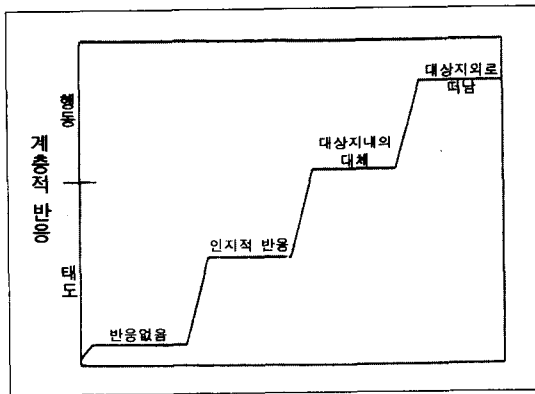 대상지외로
떠남
행동
대상지내의
대체
계층적 반응
인지적 반응
태도
반응없음